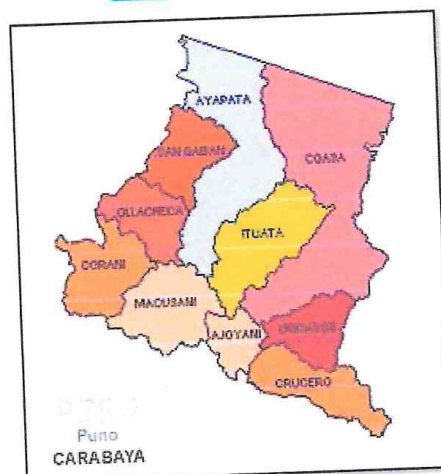 AYAPATA
SAN GABAN
COASA
OLLACHEA
ITUATA
CORANI
MACUSANI
AJOYANI
USICAYOS
CRUCERO
Puno
CARABAYA